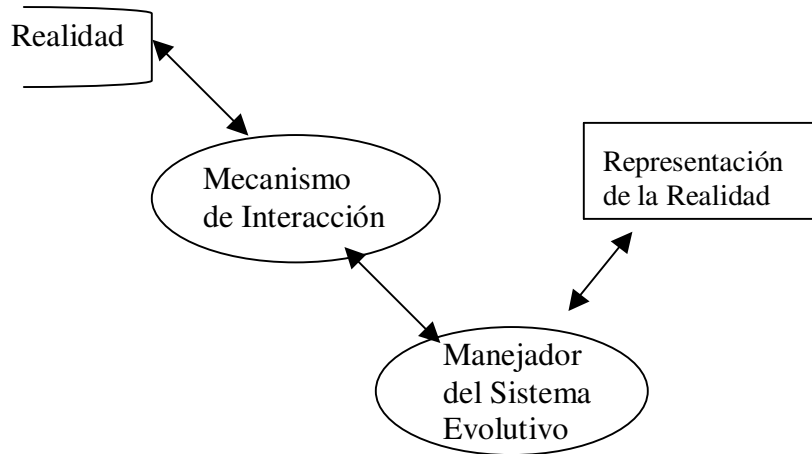 Realidad
Mecanismo
de Interacción
Representación
de la Realidad
Manejador
del Sistema
Evolutivo